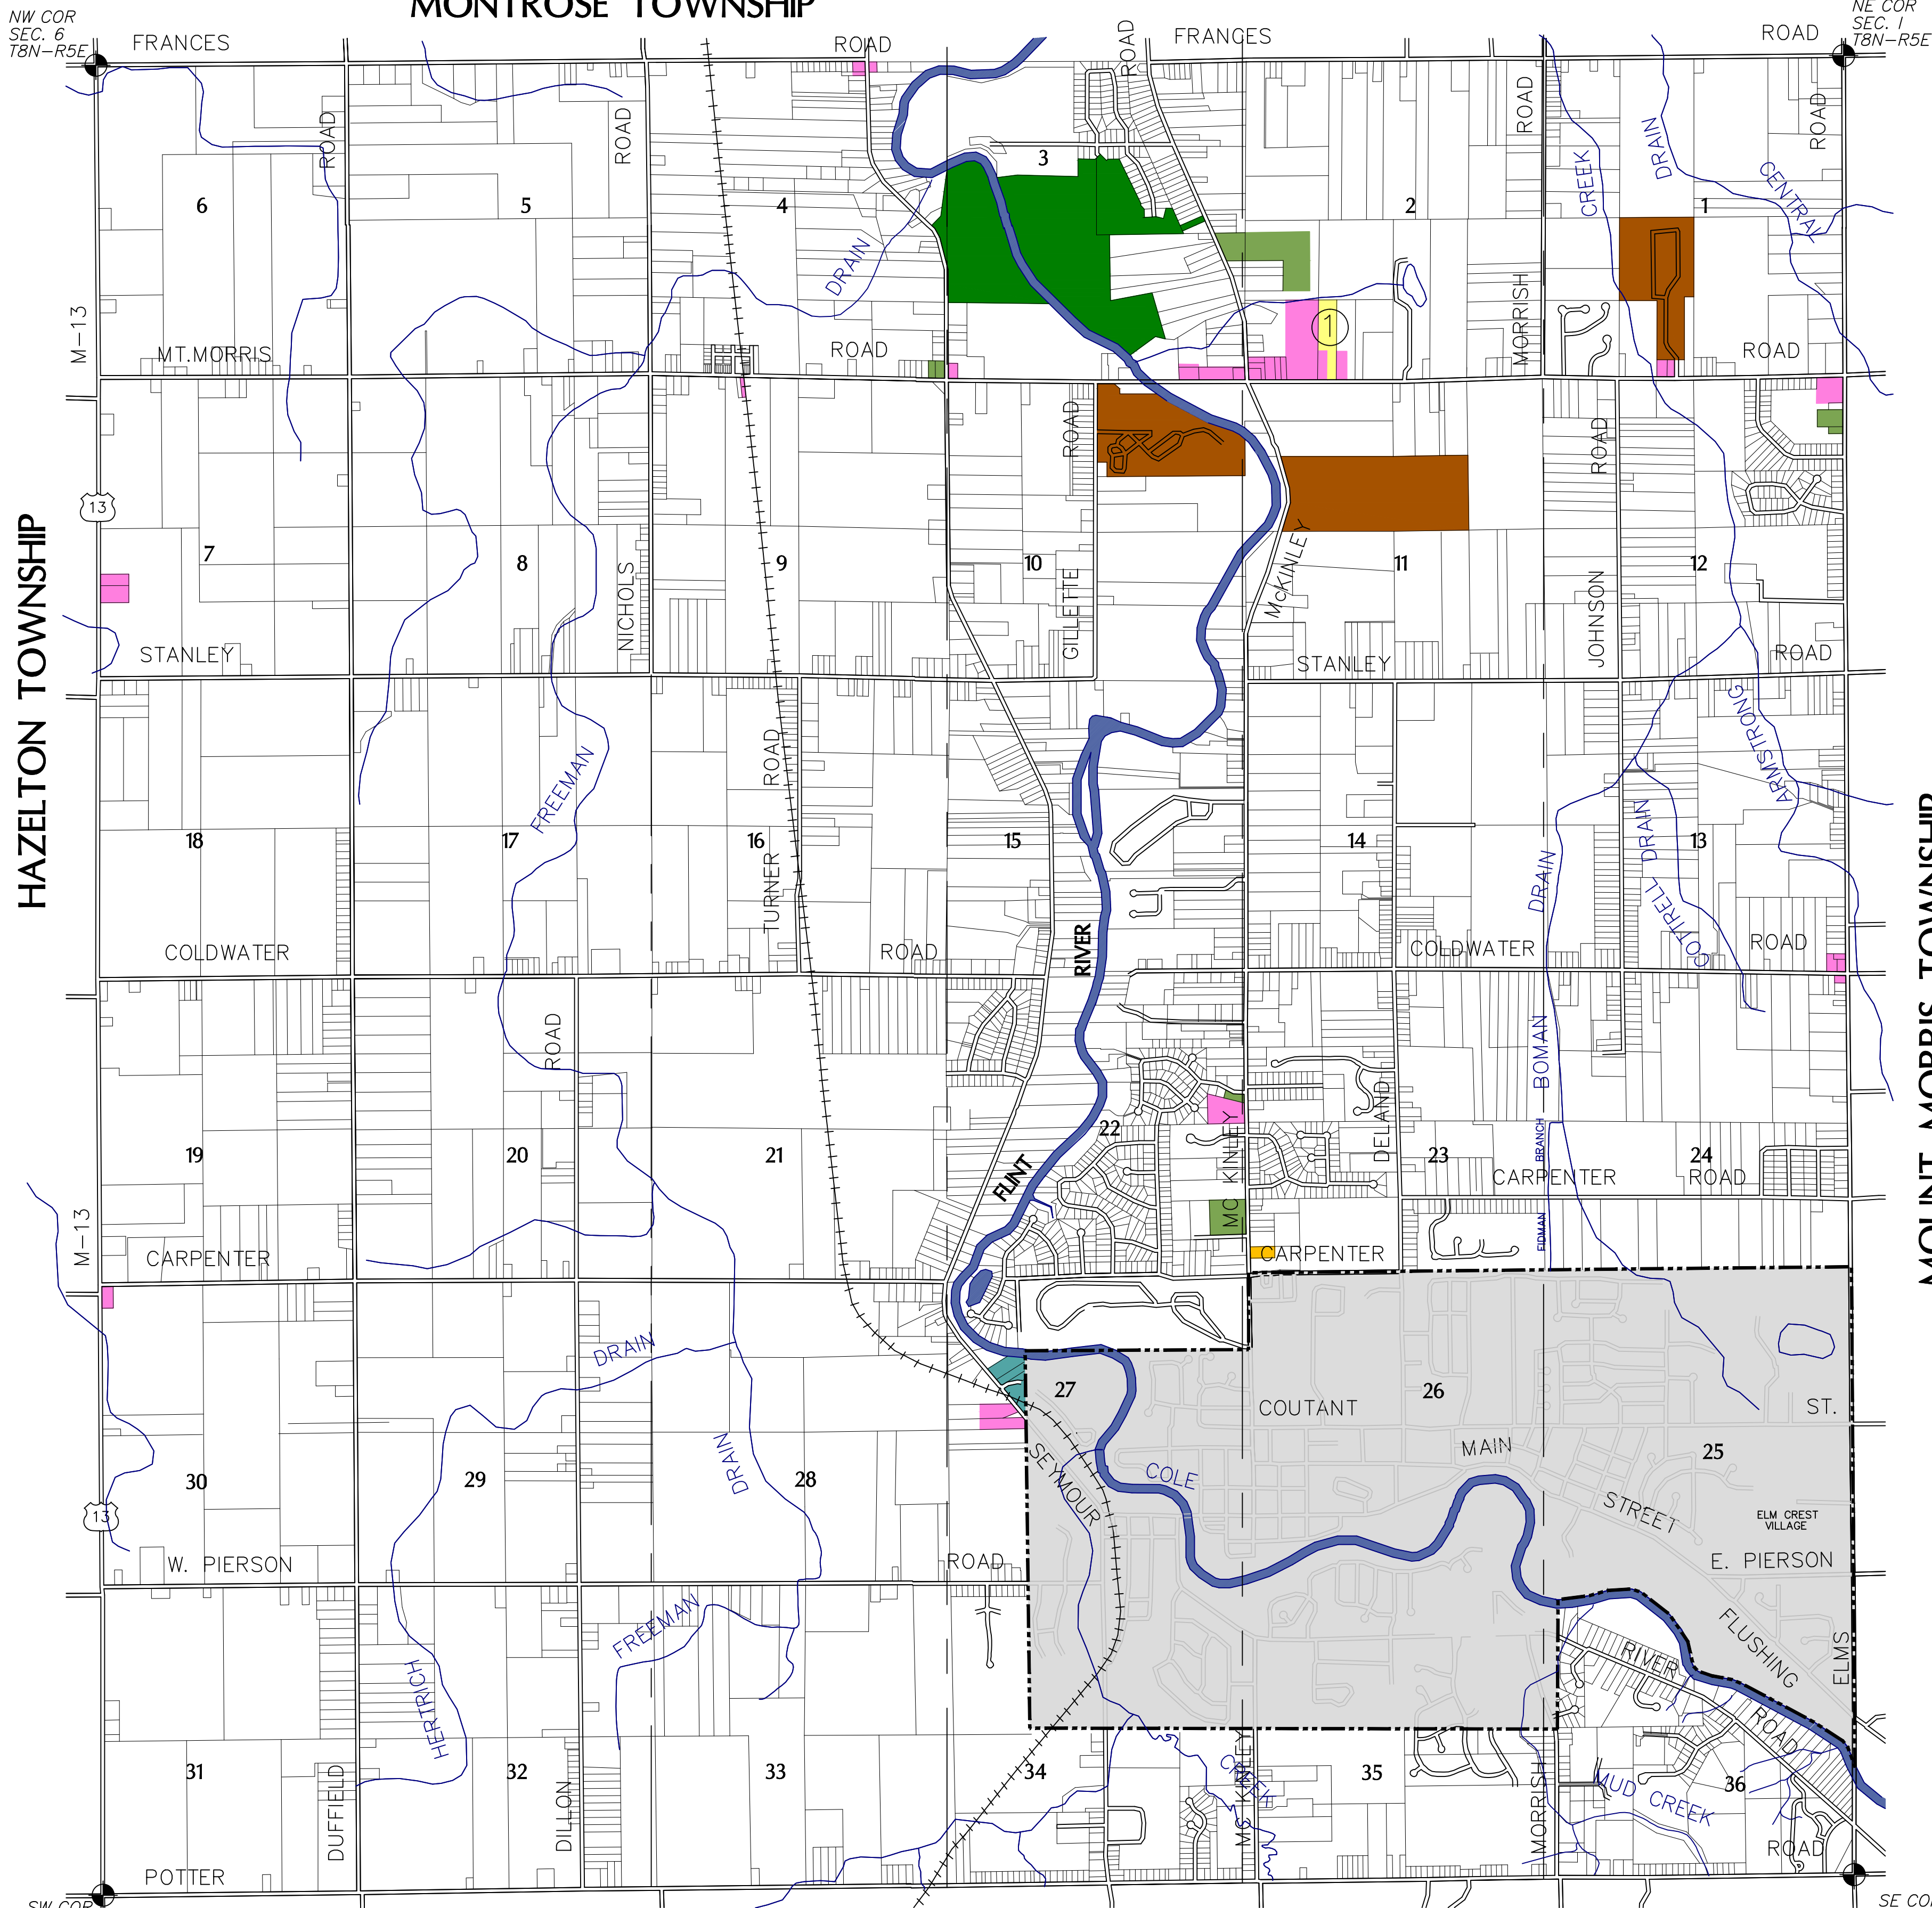 MONTROSE TOWNSHIP
NW COR
SEC. 6
T8N-R5E
NE COR
SEC. 1
T8N-R5E
FRANCES
ROAD
FRANCES
ROAD
ROAD
ROAD
ROAD
ROAD
ROAD
6
5
4
3
2
1
CREEK
DRAIN
CENTRAL
DRAIN
1
M-13
MT.MORRIS
ROAD
MORRISH
ROAD
13
ROAD
ROAD
HAZELTON TOWNSHIP
7
8
9
10
11
12
NICHOLS
GILLETTE
McKINLEY
JOHNSON
STANLEY
STANLEY
ROAD
FREEMAN
ROAD
ARMSTRONG
18
17
16
15
14
13
TURNER
DRAIN
COTTRELL DRAIN
MOUNT MORRIS TOWNSHIP
COLDWATER
ROAD
RIVER
COLDWATER
ROAD
ROAD
BOMAN
DELAND
19
20
21
22
23
24
FLINT
MC KINLEY
BRANCH
CARPENTER
ROAD
M-13
EIDMAN
CARPENTER
CARPENTER
DRAIN
27
26
COUTANT
ST.
MAIN
25
30
29
28
DRAIN
SEYMOUR
COLE
STREET
ELM CREST
VILLAGE
13
W. PIERSON
ROAD
E. PIERSON
FREEMAN
HERTRICH
FLUSHING
ELMS
RIVER
ROAD
31
32
33
34
35
36
DUFFIELD
DILLON
MC KINLEY
CREEK
MORRISH
MUD CREEK
POTTER
ROAD
SW COR
SE COR